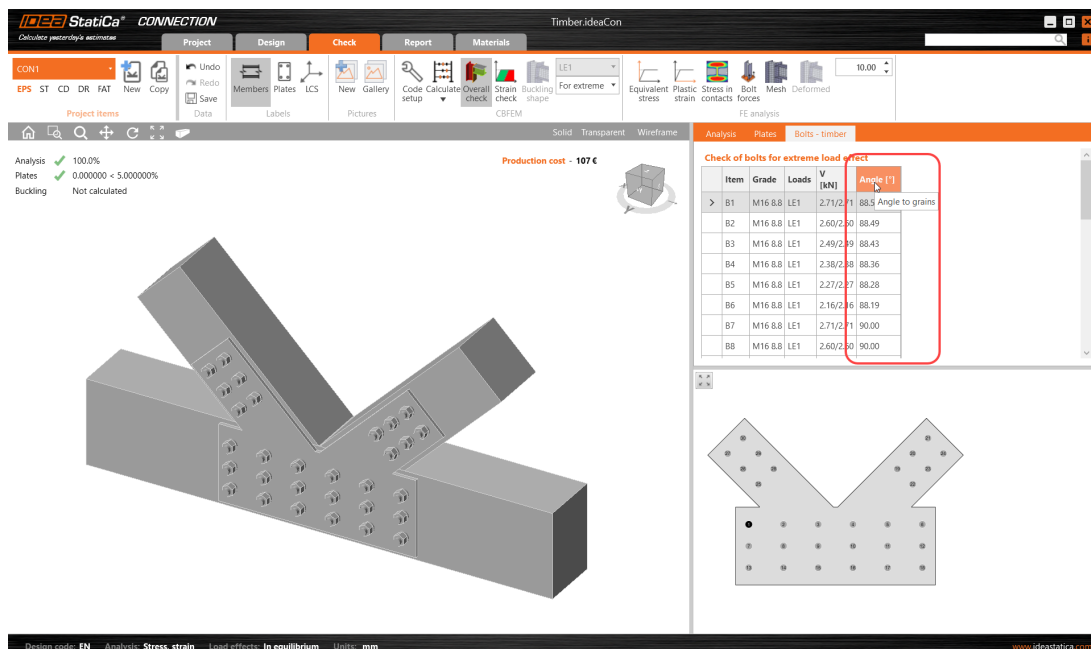 IDEA StatiCa® CONNECTION
Timber.ideaCon
Calculate yesterday's estimates
Project Design Check Report Materials
CON1
EPS ST CD DR FAT
New Copy
Project items
Undo
Redo
Save
Data
Members Plates LCS
Labels
New Gallery
Pictures
Code setup Calculate Overall check Strain check Buckling shape
LE1
For extreme
CBFEM
Equivalent stress Plastic strain Stress in contacts Bolt forces Mesh Deformed
10.00
FE analysis
Solid Transparent Wireframe
Analysis 100.0%
Plates 0.000000 < 5.000000%
Buckling Not calculated
Production cost - 107 €
Analysis Plates Bolts - timber
Check of bolts for extreme load effect
Item Grade Loads V [kN] Angle [°]
> B1 M16 8.8 LE1 2.71/2.71 88.5
Angle to grains
B2 M16 8.8 LE1 2.60/2.60 88.49
B3 M16 8.8 LE1 2.49/2.49 88.43
B4 M16 8.8 LE1 2.38/2.38 88.36
B5 M16 8.8 LE1 2.27/2.27 88.28
B6 M16 8.8 LE1 2.16/2.16 88.19
B7 M16 8.8 LE1 2.71/2.71 90.00
B8 M16 8.8 LE1 2.60/2.60 90.00
Design code: EN Analysis: Stress, strain Load effects: In equilibrium Units: mm
www.ideastatica.com